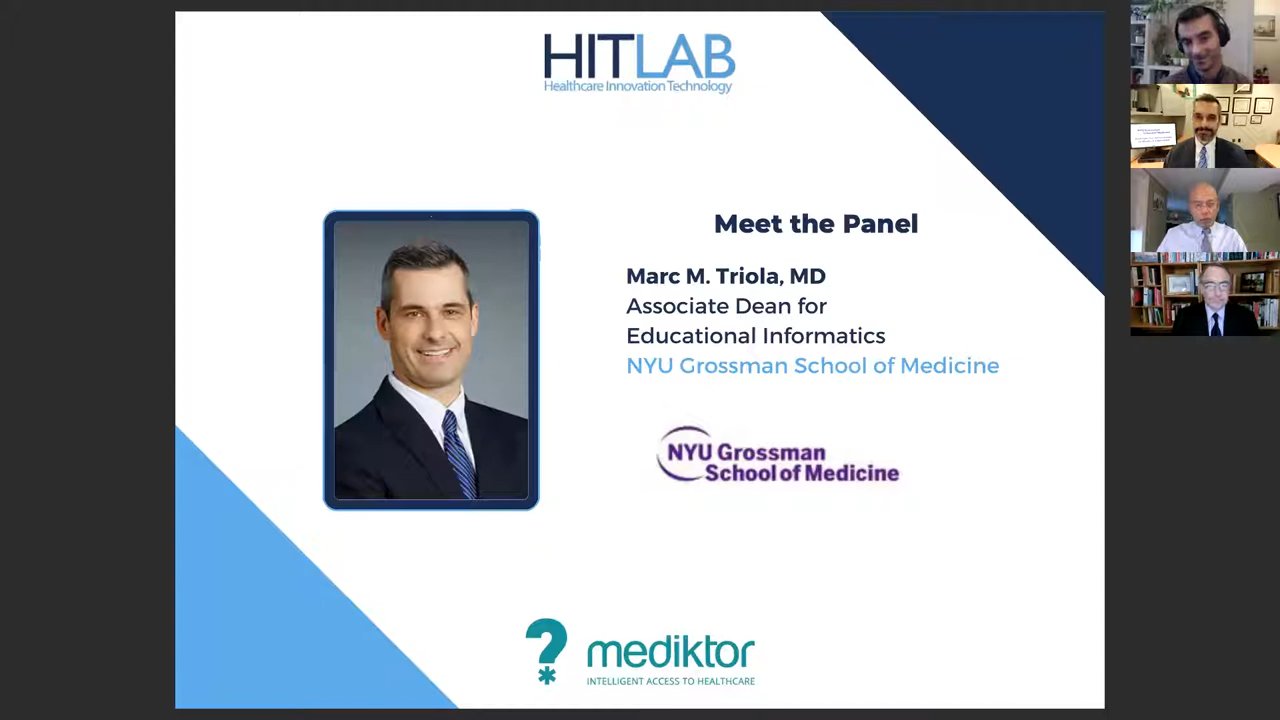 HITLAB
Healthcare Innovation Technology
Meet the Panel
Marc M. Triola, MD
Associate Dean for
Educational Informatics
NYU Grossman School of Medicine
NYU Grossman
School of Medicine
mediktor
INTELLIGENT ACCESS TO HEALTHCARE